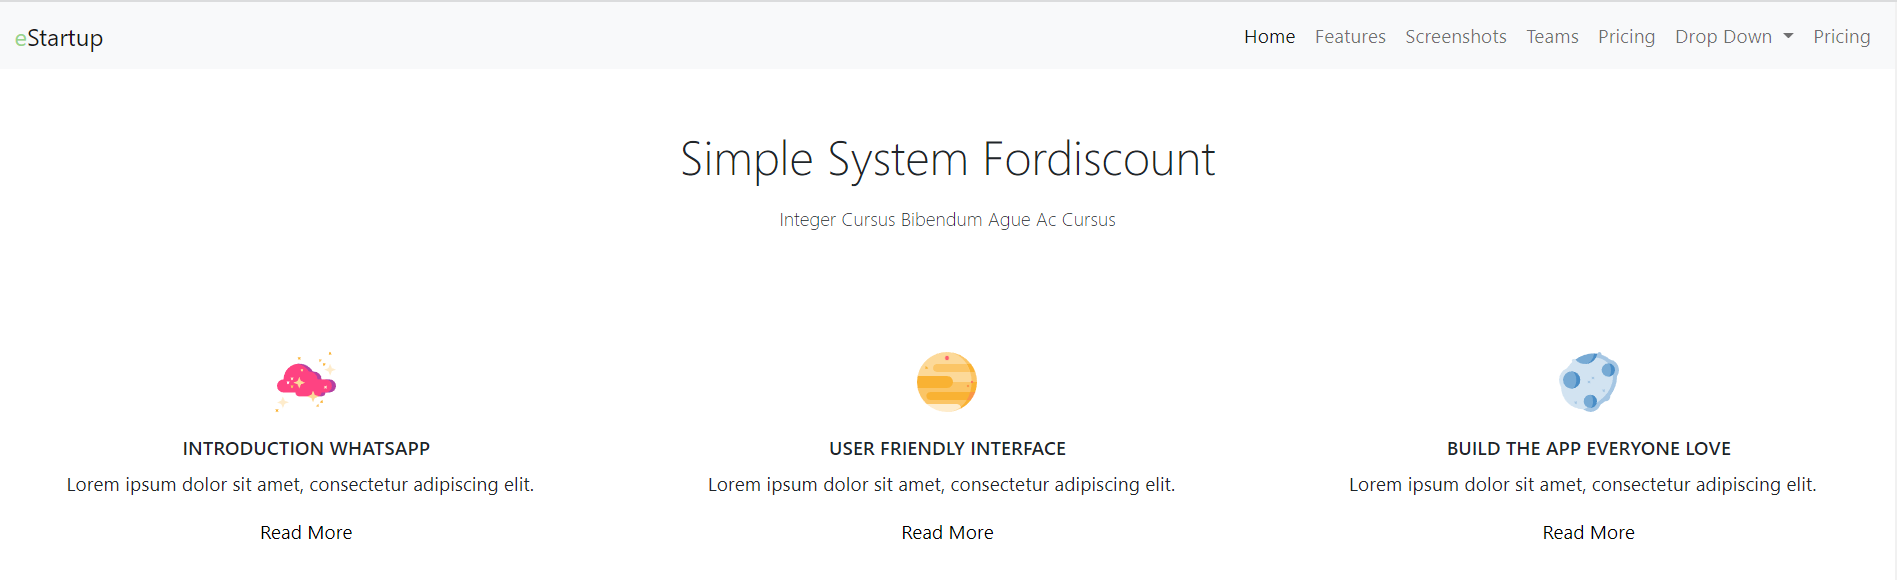 eStartup
Home Features Screenshots Teams Pricing Drop Down Pricing
Simple System Fordiscount
Integer Cursus Bibendum Ague Ac Cursus
INTRODUCTION WHATSAPP
Lorem ipsum dolor sit amet, consectetur adipiscing elit.
Read More
USER FRIENDLY INTERFACE
Lorem ipsum dolor sit amet, consectetur adipiscing elit.
Read More
BUILD THE APP EVERYONE LOVE
Lorem ipsum dolor sit amet, consectetur adipiscing elit.
Read More